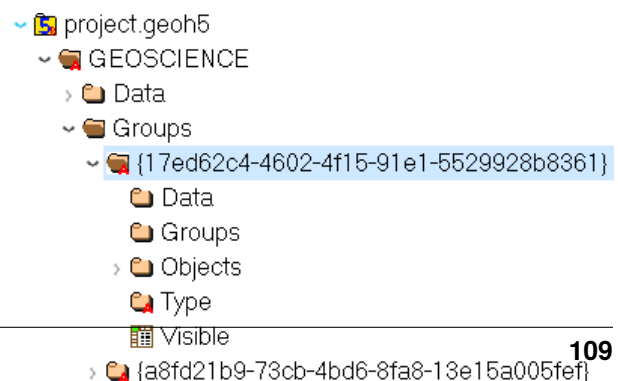 project.geoh5
GEOSCIENCE
Data
Groups
{17ed62c4-4602-4f15-91e1-5529928b8361}
Data
Groups
Objects
Type
Visible
109
{a8fd21b9-73cb-4bd6-8fa8-13e15a005fef}